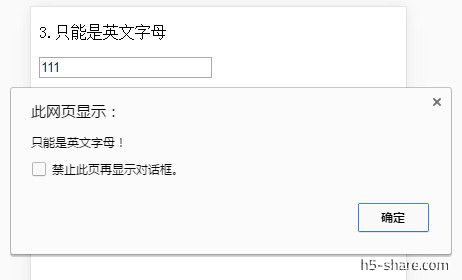 3. 只能是英文字母
111
此网页显示：
只能是英文字母！
禁止此页再显示对话框。
确定
h5-share.com